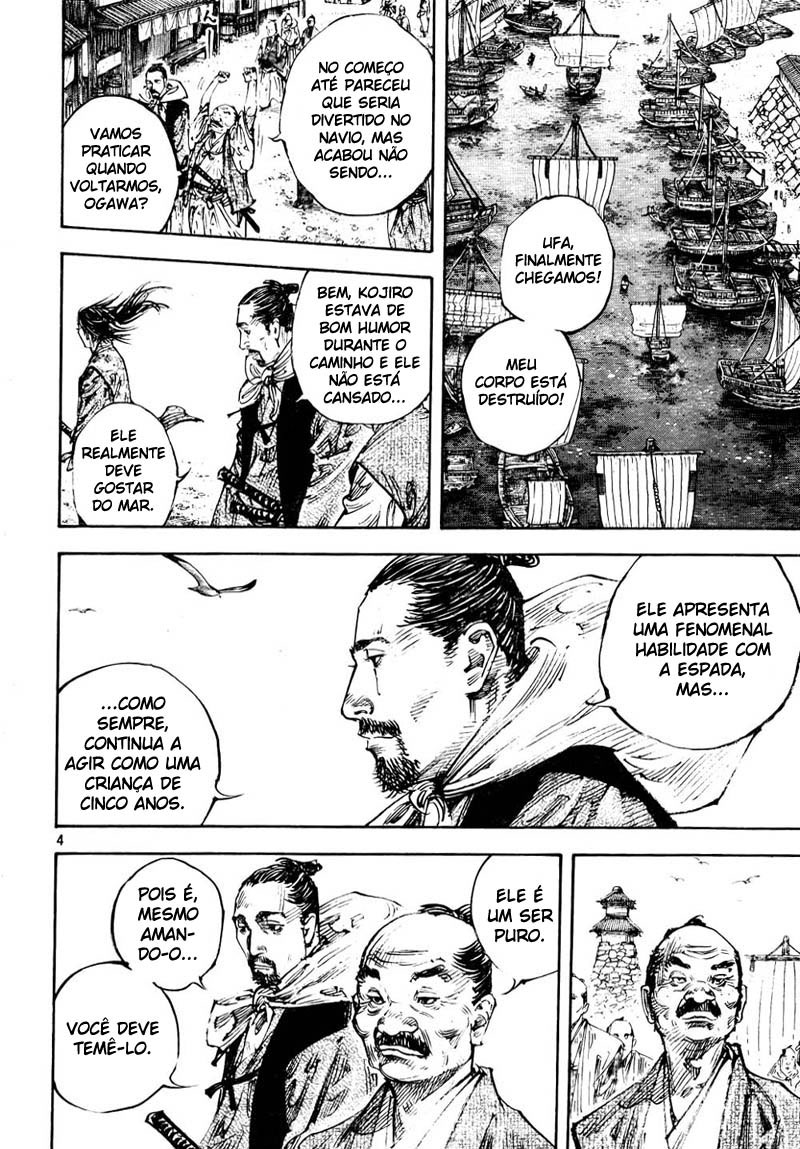 UFA,
FINALMENTE
CHEGAMOS!
MEU
CORPO ESTÁ
DESTRUÍDO!
NO COMEÇO
ATÉ PARECEU
QUE SERIA
DIVERTIDO NO
NAVIO, MAS
ACABOU NÃO
SENDO...
VAMOS
PRATICAR
QUANDO
VOLTARMOS,
OGAWA?
BEM, KOJIRO
ESTAVA DE
BOM HUMOR
DURANTE O
CAMINHO E ELE
NÃO ESTÁ
CANSADO...
ELE
REALMENTE
DEVE
GOSTAR
DO MAR.
ELE APRESENTA
UMA FENOMENAL
HABILIDADE COM
A ESPADA,
MAS...
...COMO
SEMPRE,
CONTINUA A
AGIR COMO UMA
CRIANÇA DE
CINCO ANOS.
4
ELE É
UM SER
PURO.
POIS É,
MESMO
AMAN-
DO-O...
VOCÊ DEVE
TEMÊ-LO.